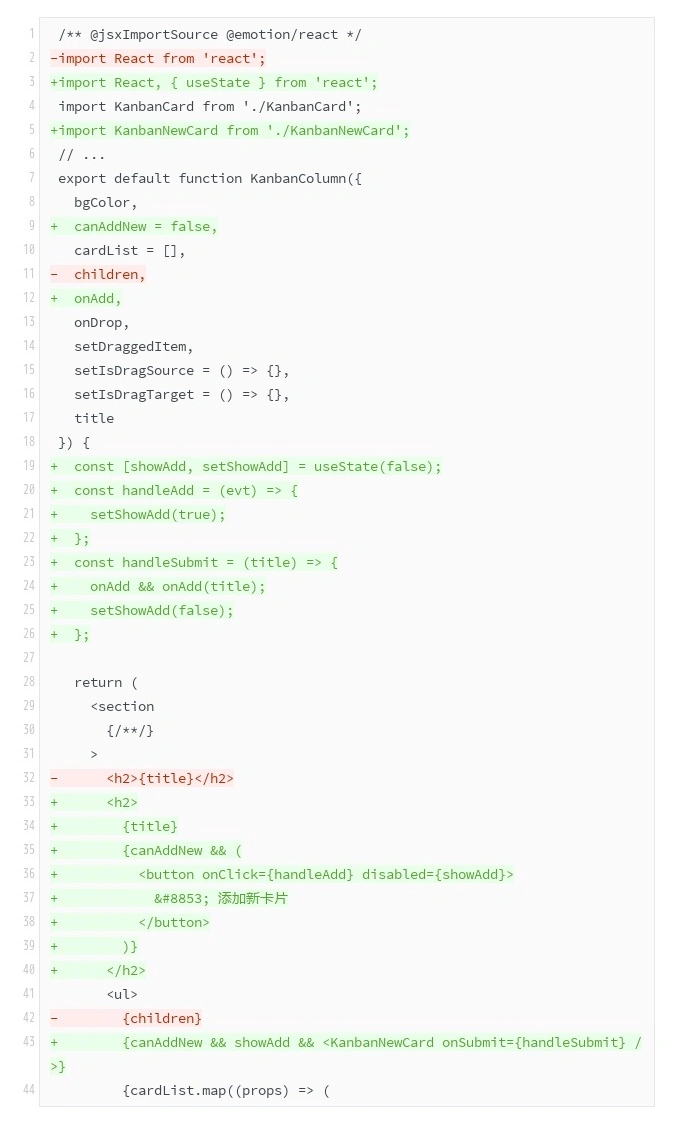 1 /** @jsxImportSource @emotion/react */
2 -import React from 'react';
3 +import React, { useState } from 'react';
4 import KanbanCard from './KanbanCard';
5 +import KanbanNewCard from './KanbanNewCard';
6 // ...
7 export default function KanbanColumn({
8 bgColor,
9 + canAddNew = false,
10 cardList = [],
11 - children,
12 + onAdd,
13 onDrop,
14 setDraggedItem,
15 setIsDragSource = () => {},
16 setIsDragTarget = () => {},
17 title
18 }) {
19 + const [showAdd, setShowAdd] = useState(false);
20 + const handleAdd = (evt) => {
21 + setShowAdd(true);
22 + };
23 + const handleSubmit = (title) => {
24 + onAdd && onAdd(title);
25 + setShowAdd(false);
26 + };
27
28 return (
29 <section
30 {/**/}
31 >
32 - <h2>{title}</h2>
33 + <h2>
34 + {title}
35 + {canAddNew && (
36 + <button onClick={handleAdd} disabled={showAdd}>
37 + &#8853; 添加新卡片
38 + </button>
39 + )}
40 + </h2>
41 <ul>
42 - {children}
43 + {canAddNew && showAdd && <KanbanNewCard onSubmit={handleSubmit} /
>}
44 {cardList.map((props) => (